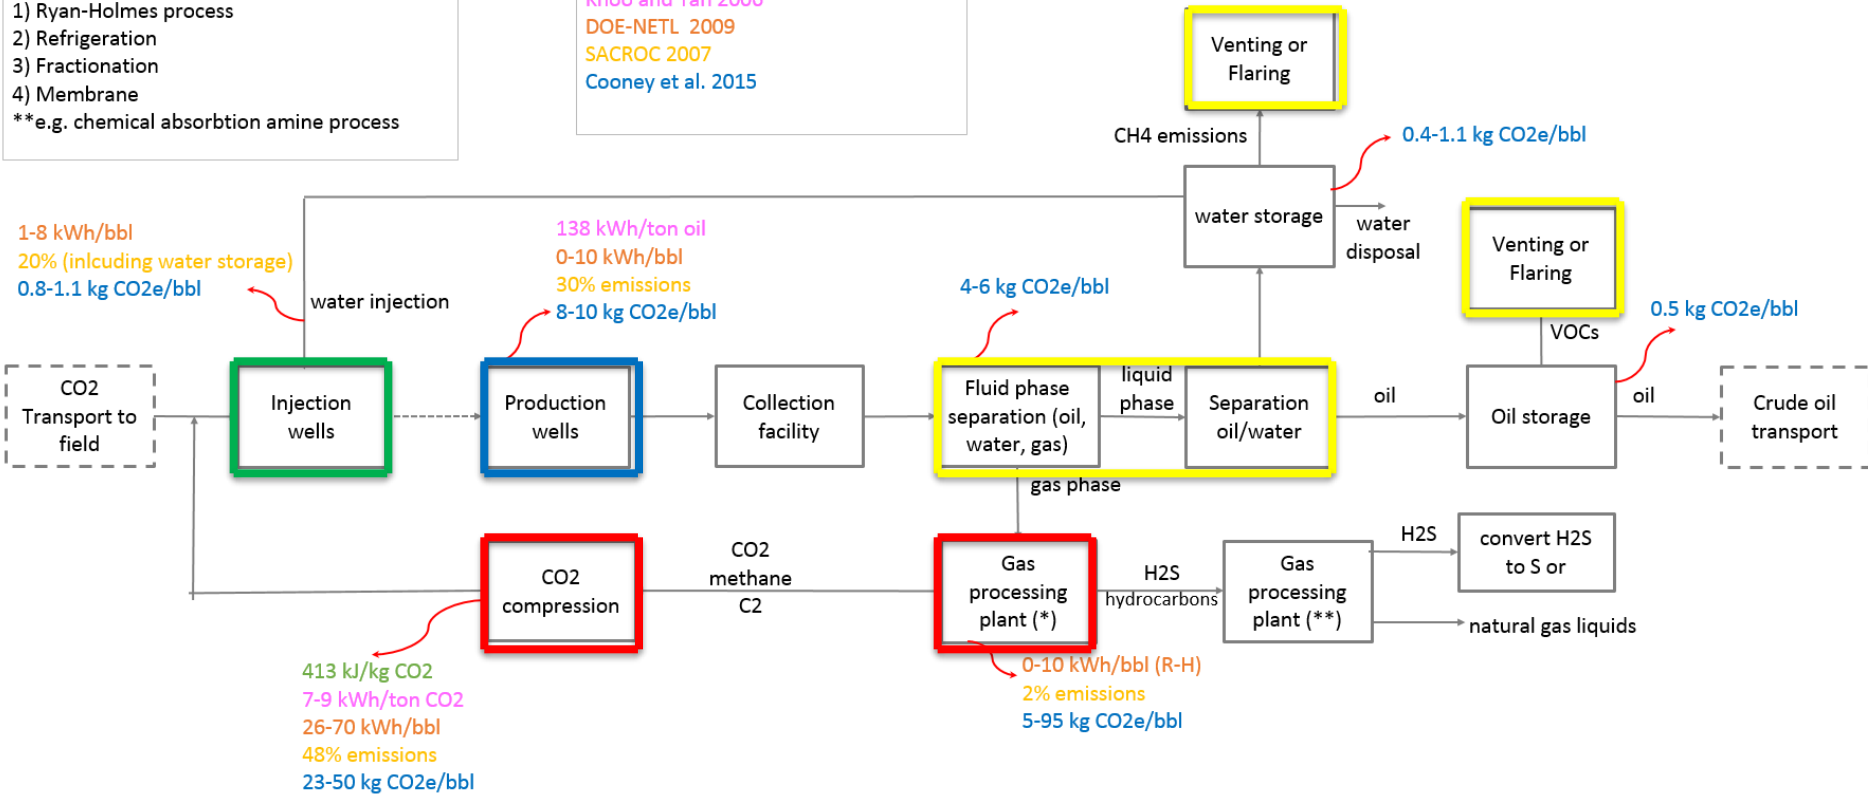 1) Ryan-Holmes process
2) Refrigeration
3) Fractionation
4) Membrane
**e.g. chemical absorbtion amine process
DOE-NETL 2009
SACROC 2007
Cooney et al. 2015
Venting or
Flaring
CH4 emissions
0.4-1.1 kg CO2e/bbl
water storage
water
disposal
Venting or
Flaring
VOCs
0.5 kg CO2e/bbl
1-8 kWh/bbl
20% (inlcuding water storage)
0.8-1.1 kg CO2e/bbl
water injection
138 kWh/ton oil
0-10 kWh/bbl
30% emissions
8-10 kg CO2e/bbl
4-6 kg CO2e/bbl
CO2
Transport to
field
Injection
wells
Production
wells
Collection
facility
Fluid phase
separation (oil,
water, gas)
liquid
phase
Separation
oil/water
oil
Oil storage
oil
Crude oil
transport
gas phase
CO2
compression
CO2
methane
C2
Gas
processing
plant (*)
H2S
hydrocarbons
Gas
processing
plant (**)
H2S
convert H2S
to S or
natural gas liquids
413 kJ/kg CO2
7-9 kWh/ton CO2
26-70 kWh/bbl
48% emissions
23-50 kg CO2e/bbl
0-10 kWh/bbl (R-H)
2% emissions
5-95 kg CO2e/bbl